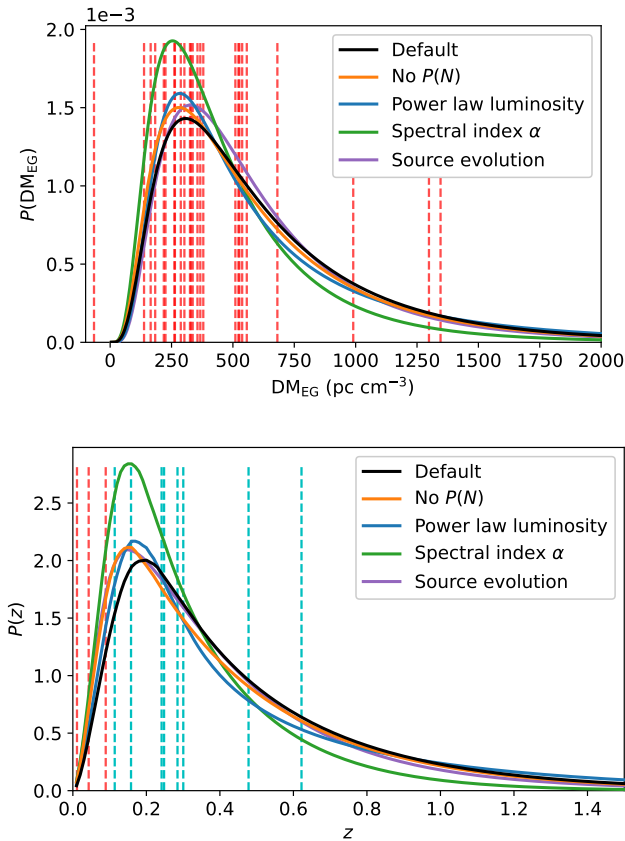 1e−3
Default
No P(N)
Power law luminosity
Spectral index α
Source evolution
2.0
1.5
1.0
0.5
0.0
P(DM_EG)
0 250 500 750 1000 1250 1500 1750 2000
DM_EG (pc cm⁻³)
Default
No P(N)
Power law luminosity
Spectral index α
Source evolution
2.5
2.0
1.5
1.0
0.5
0.0
P(z)
0.0 0.2 0.4 0.6 0.8 1.0 1.2 1.4
z